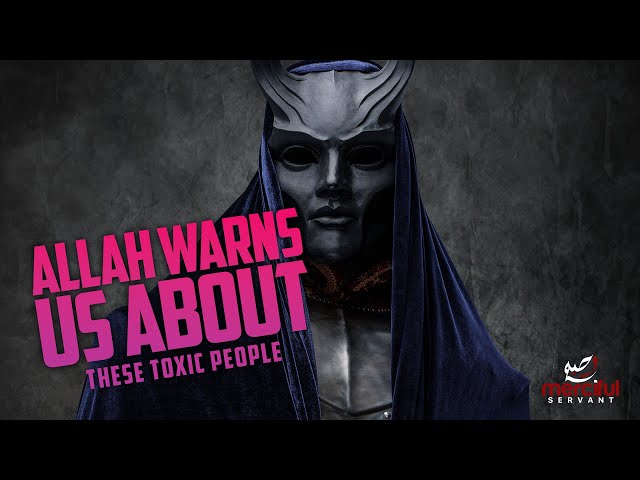 ALLAH WARNS
US ABOUT
THESE TOXIC PEOPLE
merciful
SERVANT